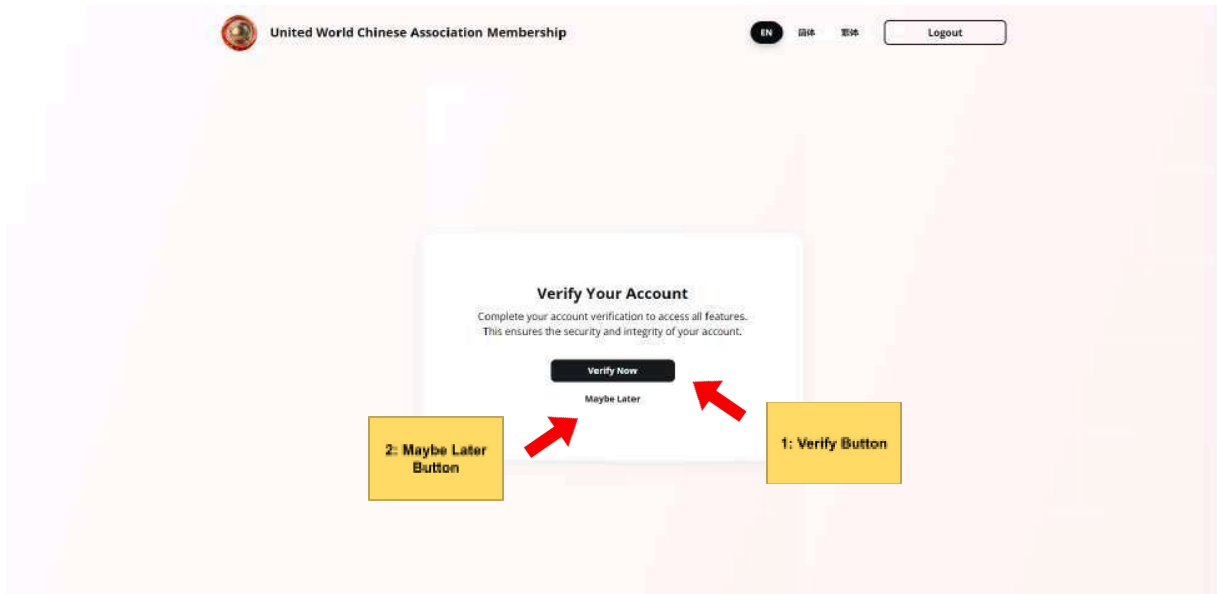 United World Chinese Association Membership
EN 简体 繁体 Logout
Verify Your Account
Complete your account verification to access all features.
This ensures the security and integrity of your account.
Verify Now
Maybe Later
2: Maybe Later
Button
1: Verify Button